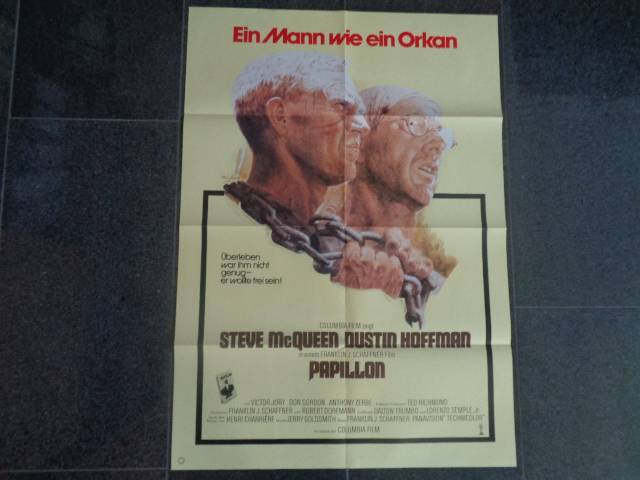 Ein Mann wie ein Orkan
Überleben
war ihm nicht
genug-
er wollte frei sein!
COLUMBIA FILM zeigt
STEVE McQUEEN DUSTIN HOFFMAN
FRANKLIN J. SCHAFFNER Film
PAPILLON
VICTOR JORY DON GORDON ANTHONY ZERBE TED RICHMOND
FRANKLIN J. SCHAFFNER ROBERT DORFMANN DALTON TRUMBO LORENZO SEMPLE, Jr.
HENRI CHARRIÈRE JERRY GOLDSMITH FRANKLIN J. SCHAFFNER PANAVISION TECHNICOLOR
COLUMBIA FILM